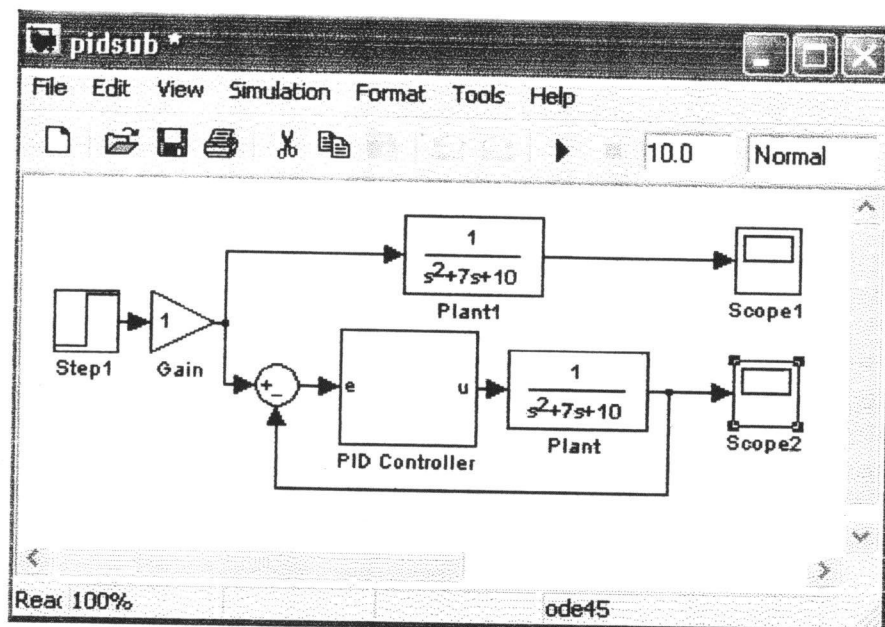 pidsub *
File Edit View Simulation Format Tools Help
10.0 Normal
1
s²+7s+10
Plant1
Scope1
Step1
1
Gain
+
−
e u
PID Controller
1
s²+7s+10
Plant
Scope2
Reac 100% ode45